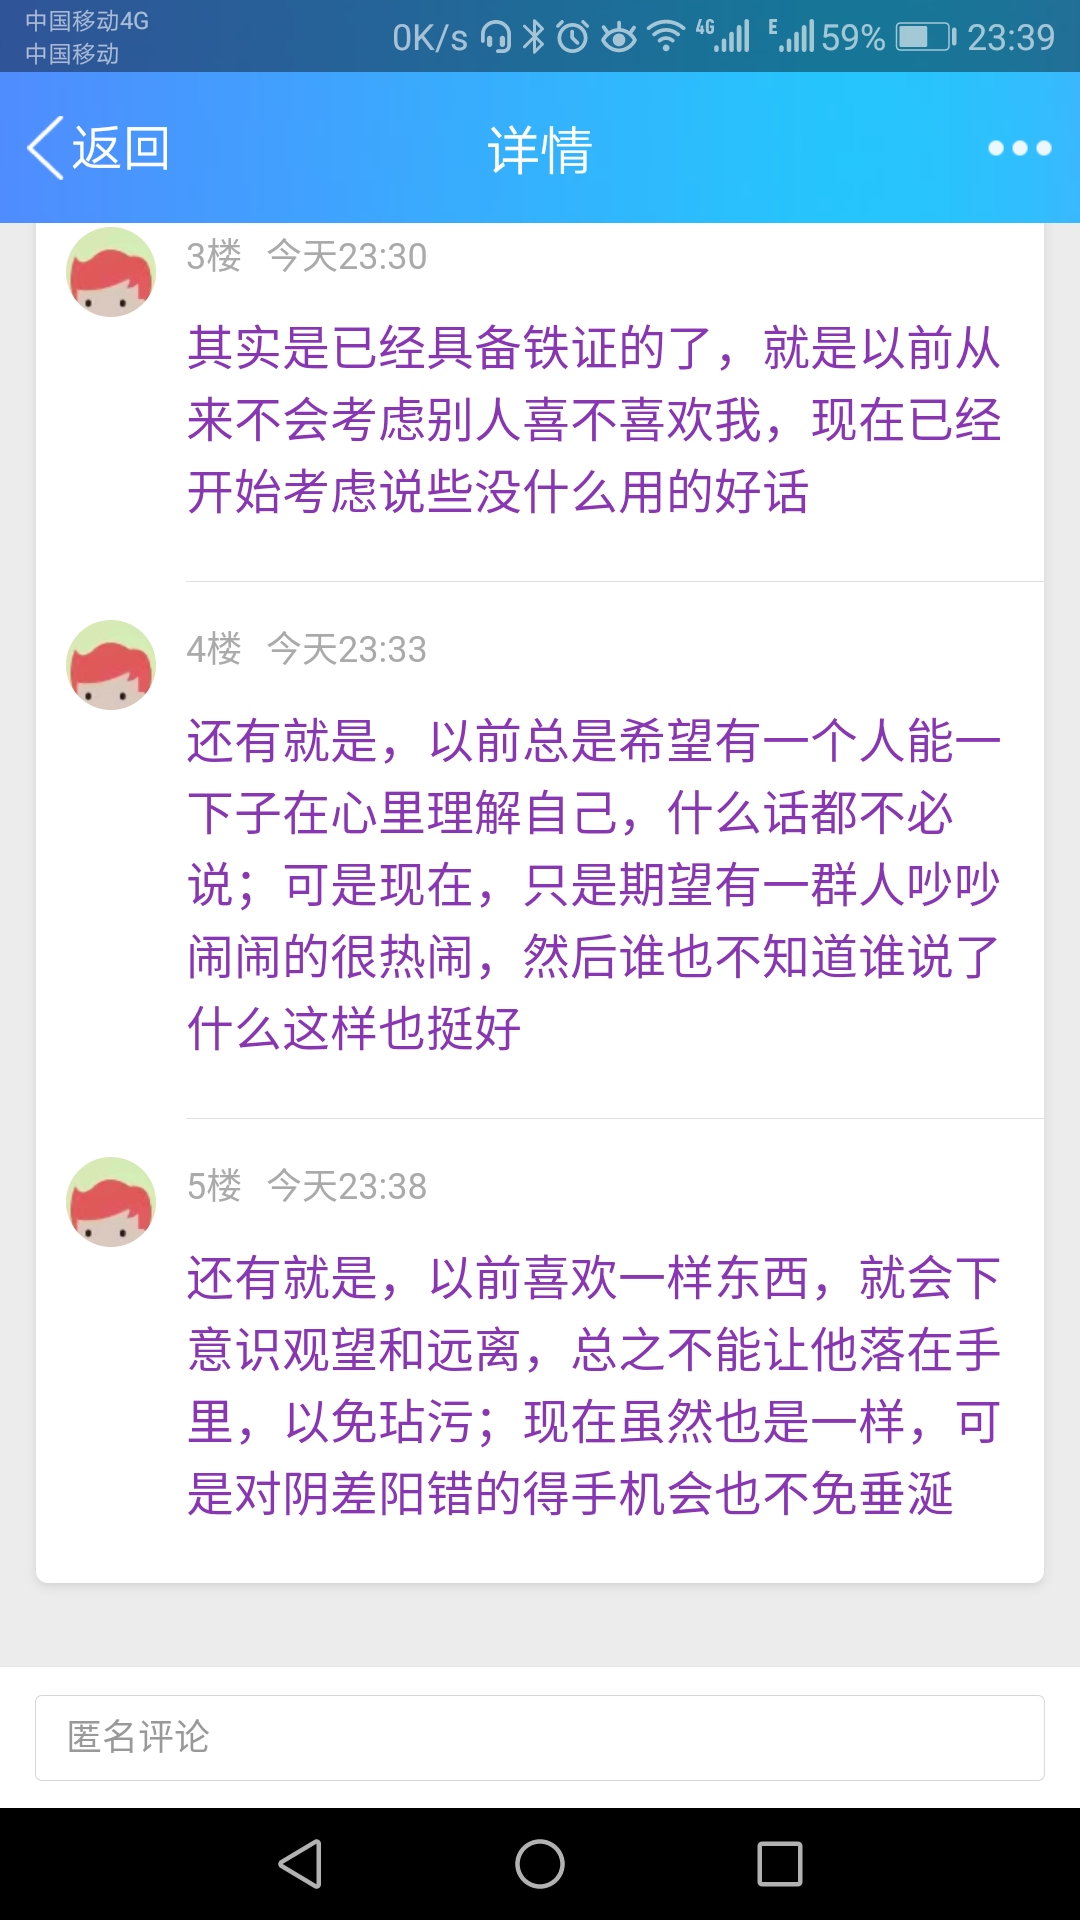 中国移动4G
中国移动
0K/s 4G E 59% 23:39
返回 详情
3楼 今天23:30
其实是已经具备铁证的了，就是以前从
来不会考虑别人喜不喜欢我，现在已经
开始考虑说些没什么用的好话
4楼 今天23:33
还有就是，以前总是希望有一个人能一
下子在心里理解自己，什么话都不必
说；可是现在，只是期望有一群人吵吵
闹闹的很热闹，然后谁也不知道谁说了
什么这样也挺好
5楼 今天23:38
还有就是，以前喜欢一样东西，就会下
意识观望和远离，总之不能让他落在手
里，以免玷污；现在虽然也是一样，可
是对阴差阳错的得手机会也不免垂涎
匿名评论